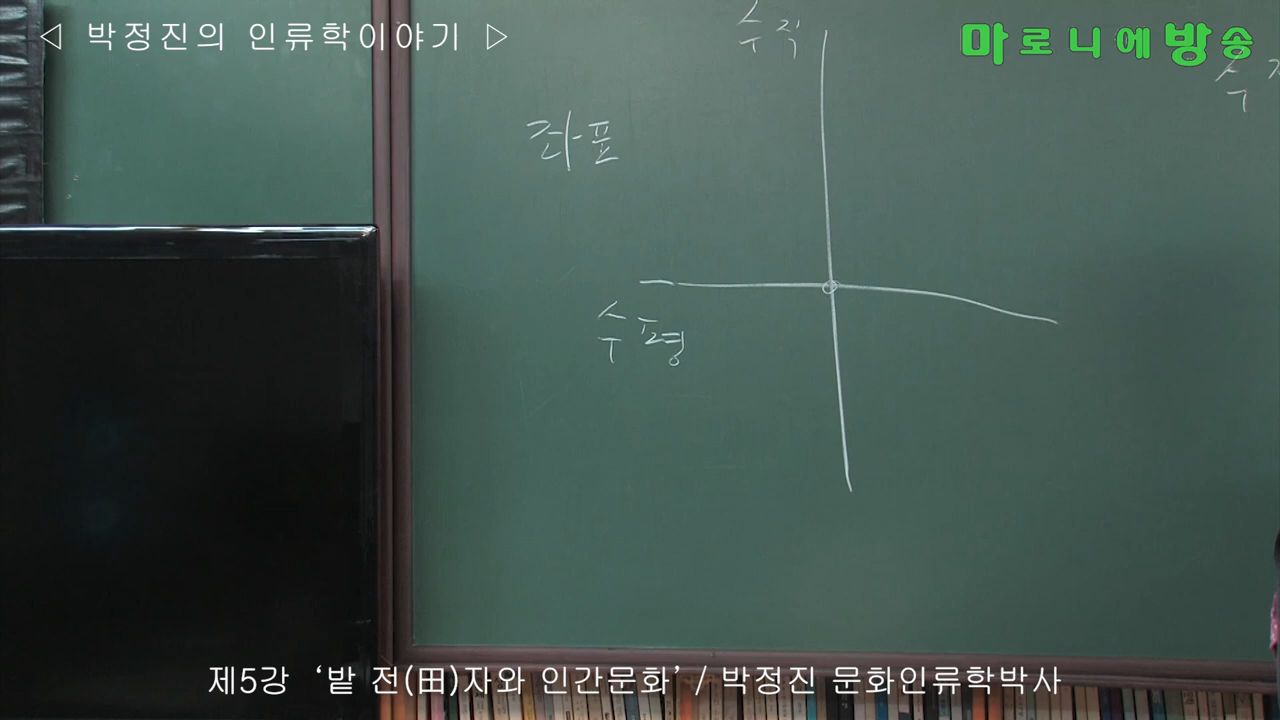 ◁ 박정진의 인류학이야기 ▷
마로니에방송
수직
좌표
수평
제5강 ‘밭 전(田)자와 인간문화’ / 박정진 문화인류학박사